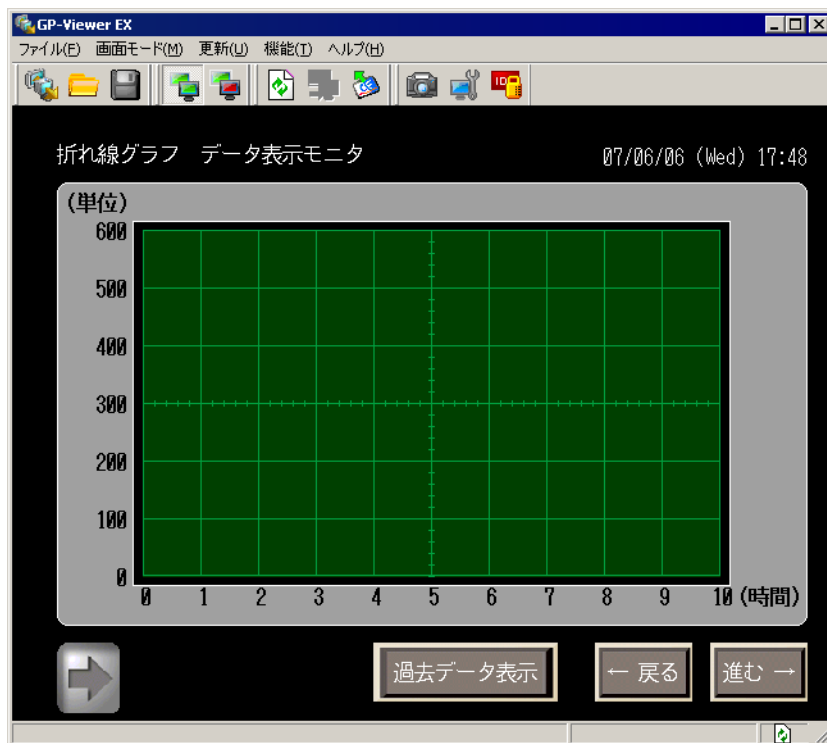 GP-Viewer EX
ファイル(F) 画面モード(M) 更新(U) 機能(I) ヘルプ(H)
ID
折れ線グラフ データ表示モニタ 07/06/06 (Wed) 17:48
(単位)
600
500
400
300
200
100
0
0 1 2 3 4 5 6 7 8 9 10 (時間)
過去データ表示 ← 戻る 進む →